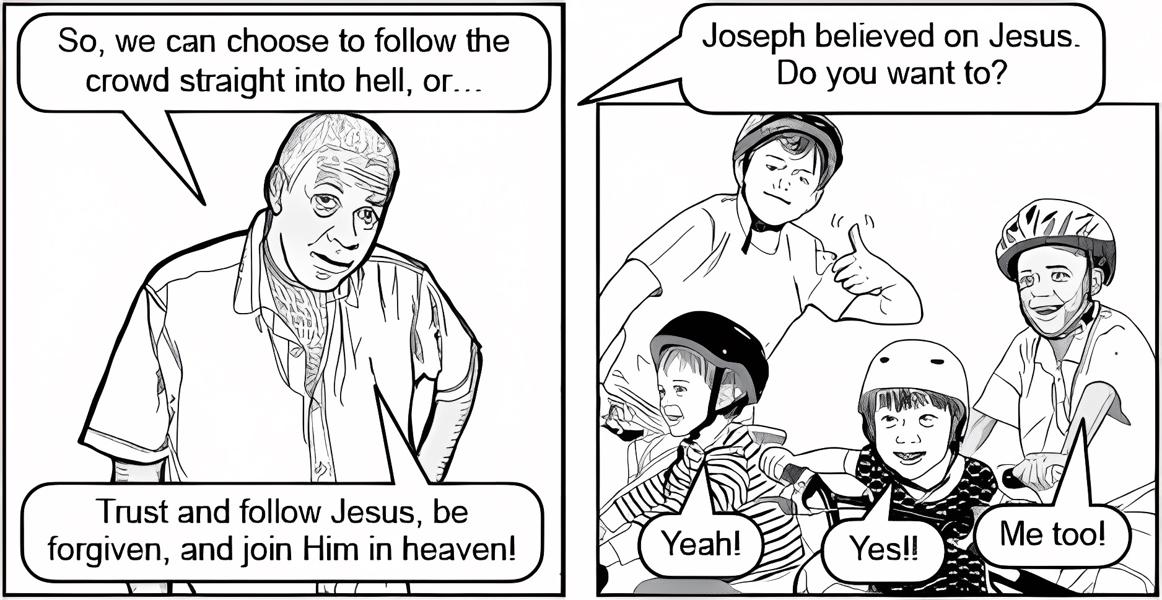 So, we can choose to follow the
crowd straight into hell, or...
Trust and follow Jesus, be
forgiven, and join Him in heaven!
Joseph believed on Jesus.
Do you want to?
Yeah!
Yes!!
Me too!